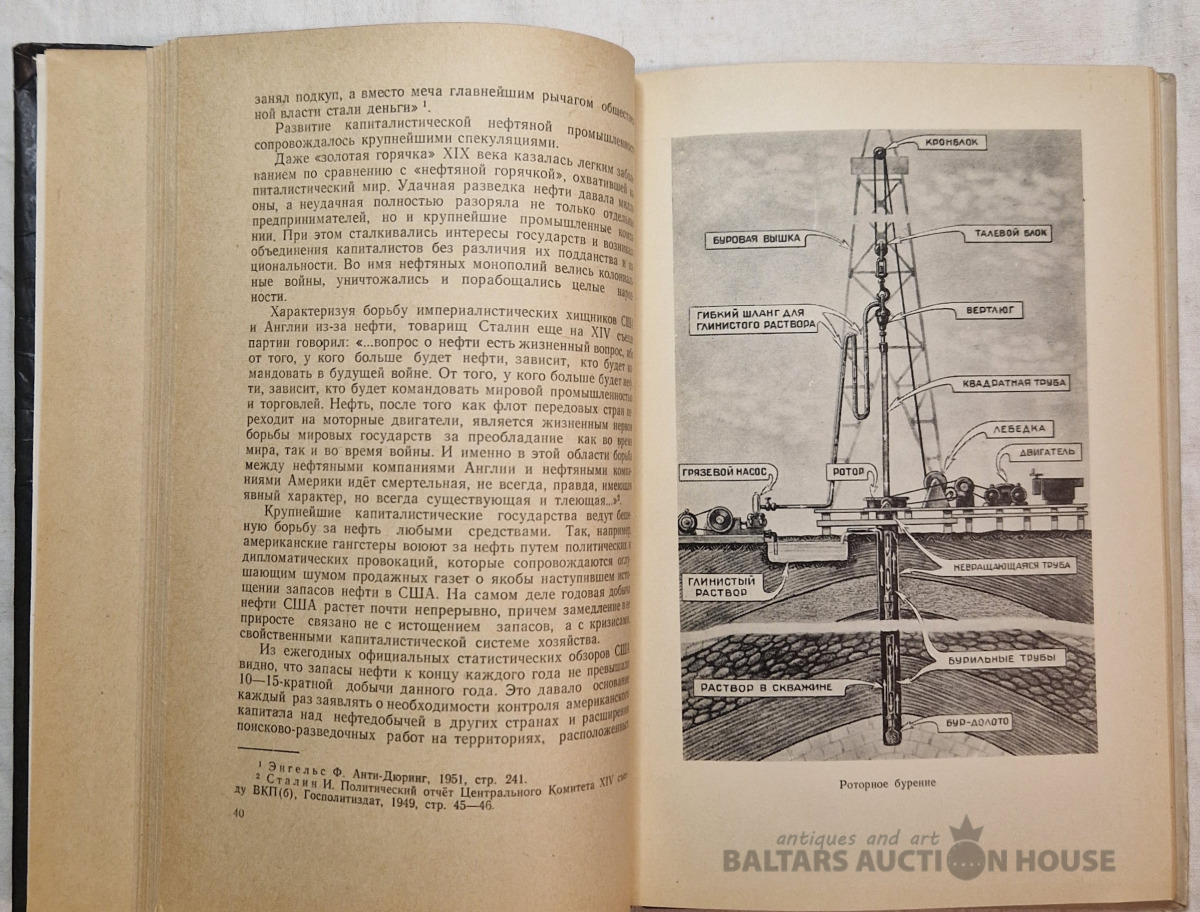 занял подкуп, а вместо меча главнейшим рычагом обществен
ной власти стали деньги» ¹.
Развитие капиталистической нефтяной промышленности
сопровождалось крупнейшими спекуляциями.
Даже «золотая горячка» XIX века казалась легким забол
ванием по сравнению с «нефтяной горячкой», охватившей
питалистический мир. Удачная разведка нефти давала
оны, а неудачная полностью разоряла не только отдель
предпринимателей, но и крупнейшие промышленные комп
нии. При этом сталкивались интересы государств и возникал
объединения капиталистов без различия их подданства и
циональности. Во имя нефтяных монополий велись колониаль
ные войны, уничтожались и порабощались целые наро
ности.
Характеризуя борьбу империалистических хищников США
и Англии из-за нефти, товарищ Сталин еще на XIV съезде
партии говорил: «...вопрос о нефти есть жизненный вопрос, ибо
от того, у кого больше будет нефти, зависит, кто будет ко
мандовать в будущей войне. От того, у кого больше будет неф
ти, зависит, кто будет командовать мировой промышленностью
и торговлей. Нефть, после того как флот передовых стран пе
реходит на моторные двигатели, является жизненным нервом
борьбы мировых государств за преобладание как во время
мира, так и во время войны. И именно в этой области борьба
между нефтяными компаниями Англии и нефтяными компа
ниями Америки идёт смертельная, не всегда, правда, имеющая
явный характер, но всегда существующая и тлеющая...»².
Крупнейшие капиталистические государства ведут беше
ную борьбу за нефть любыми средствами. Так, например,
американские гангстеры воюют за нефть путем политических и
дипломатических провокаций, которые сопровождаются оглу
шающим шумом продажных газет о якобы наступившем исто
щении запасов нефти в США. На самом деле годовая добыча
нефти США растет почти непрерывно, причем замедление в ее
приросте связано не с истощением запасов, а с кризисами,
свойственными капиталистической системе хозяйства.
Из ежегодных официальных статистических обзоров США
видно, что запасы нефти к концу каждого года не превышали
10—15-кратной добычи данного года. Это давало основание
каждый раз заявлять о необходимости контроля американского
капитала над нефтедобычей в других странах и расширения
поисково-разведочных работ на территориях, расположенных
¹ Энгельс Ф. Анти-Дюринг, 1951, стр. 241.
² Сталин И. Политический отчёт Центрального Комитета XIV съез-
ду ВКП(б), Госполитиздат, 1949, стр. 45—46.
40
КРОНБЛОК
БУРОВАЯ ВЫШКА
ТАЛЕВОЙ БЛОК
ГИБКИЙ ШЛАНГ ДЛЯ
ГЛИНИСТОГО РАСТВОРА
ВЕРТЛЮГ
КВАДРАТНАЯ ТРУБА
ЛЕБЕДКА
ДВИГАТЕЛЬ
ГРЯЗЕВОЙ НАСОС
РОТОР
ГЛИНИСТЫЙ
РАСТВОР
НЕВРАЩАЮЩАЯСЯ ТРУБА
БУРИЛЬНЫЕ ТРУБЫ
РАСТВОР В СКВАЖИНЕ
БУР-ДОЛОТО
Роторное бурение
antiques and art
BALTARS AUCTION HOUSE